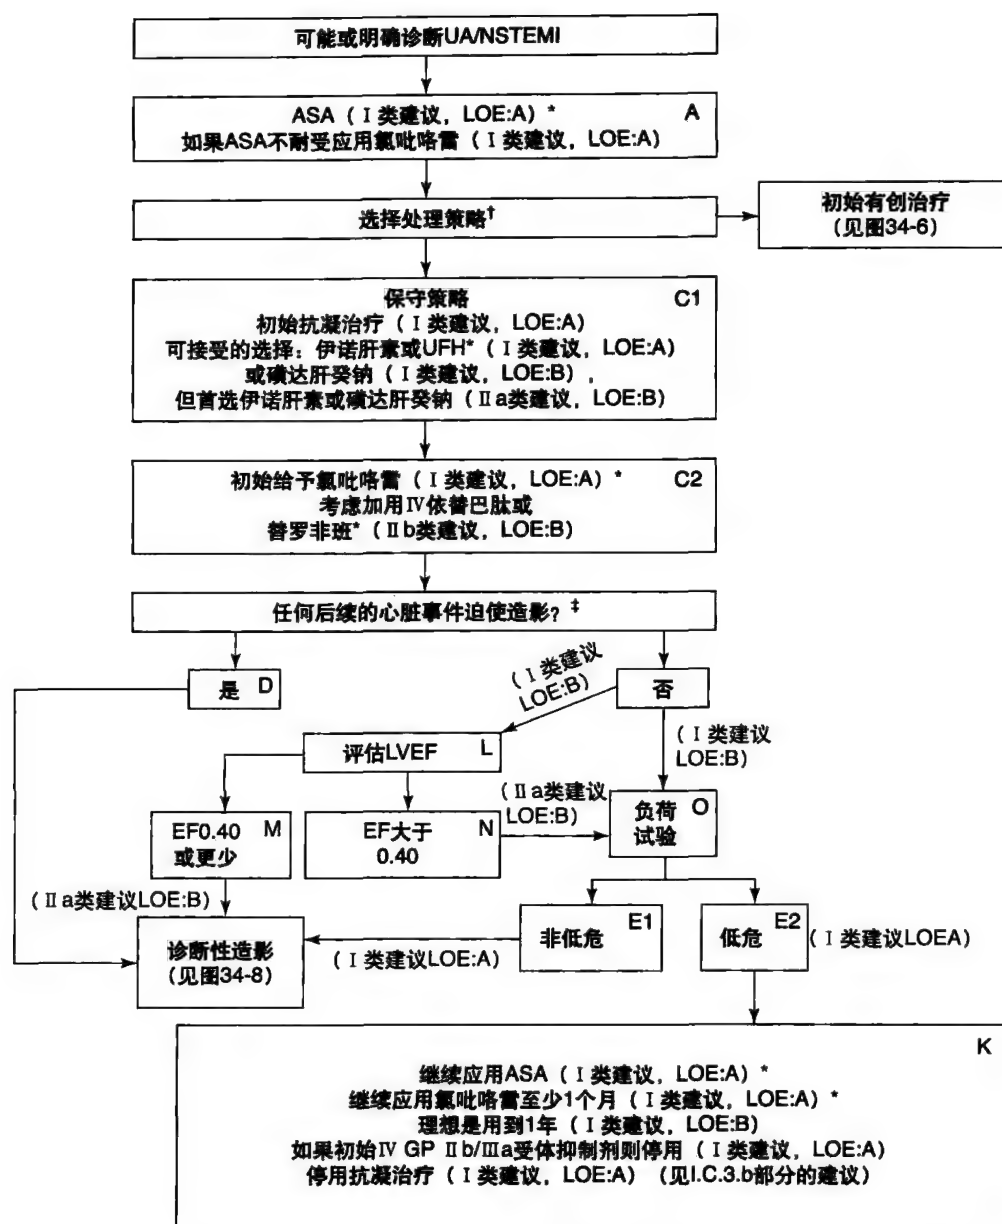 可能或明确诊断UA/NSTEMI
ASA（Ⅰ类建议，LOE:A）*
A
如果ASA不耐受应用氯吡咯雷（Ⅰ类建议，LOE:A）
选择处理策略†
初始有创治疗
（见图34-6）
保守策略
C1
初始抗凝治疗（Ⅰ类建议，LOE:A）
可接受的选择：伊诺肝素或UFH*（Ⅰ类建议，LOE:A）
或磺达肝癸钠（Ⅰ类建议，LOE:B），
但首选伊诺肝素或磺达肝癸钠（Ⅱa类建议，LOE:B）
初始给予氯吡咯雷（Ⅰ类建议，LOE:A）*
C2
考虑加用Ⅳ依替巴肽或
替罗非班*（Ⅱb类建议，LOE:B）
任何后续的心脏事件迫使造影？‡
是
D
（Ⅰ类建议
LOE:B）
否
评估LVEF
L
（Ⅰ类建议
LOE:B）
EF0.40
或更少
M
EF大于
0.40
N
（Ⅱa类建议
LOE:B）
负荷
试验
O
（Ⅱa类建议LOE:B）
诊断性造影
（见图34-8）
（Ⅰ类建议LOE:A）
非低危
E1
低危
E2
（Ⅰ类建议LOEA）
K
继续应用ASA（Ⅰ类建议，LOE:A）*
继续应用氯吡咯雷至少1个月（Ⅰ类建议，LOE:A）*
理想是用到1年（Ⅰ类建议，LOE:B）
如果初始Ⅳ GP Ⅱb/Ⅲa受体抑制剂则停用（Ⅰ类建议，LOE:A）
停用抗凝治疗（Ⅰ类建议，LOE:A）（见I.C.3.b部分的建议）